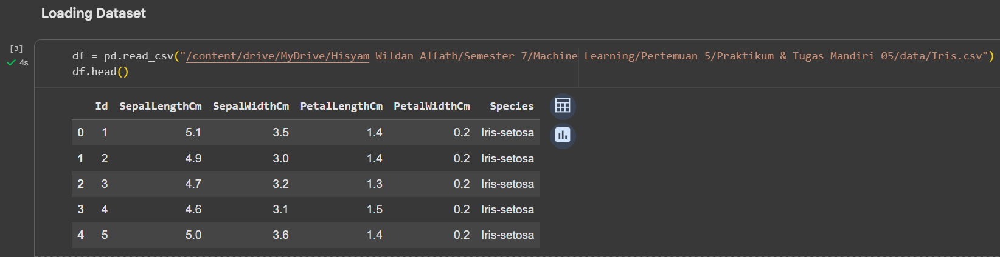 Loading Dataset
[3]
4s
df = pd.read_csv("/content/drive/MyDrive/Hisyam Wildan Alfath/Semester 7/Machine Learning/Pertemuan 5/Praktikum & Tugas Mandiri 05/data/Iris.csv")
df.head()
Id SepalLengthCm SepalWidthCm PetalLengthCm PetalWidthCm Species
0 1 5.1 3.5 1.4 0.2 Iris-setosa
1 2 4.9 3.0 1.4 0.2 Iris-setosa
2 3 4.7 3.2 1.3 0.2 Iris-setosa
3 4 4.6 3.1 1.5 0.2 Iris-setosa
4 5 5.0 3.6 1.4 0.2 Iris-setosa